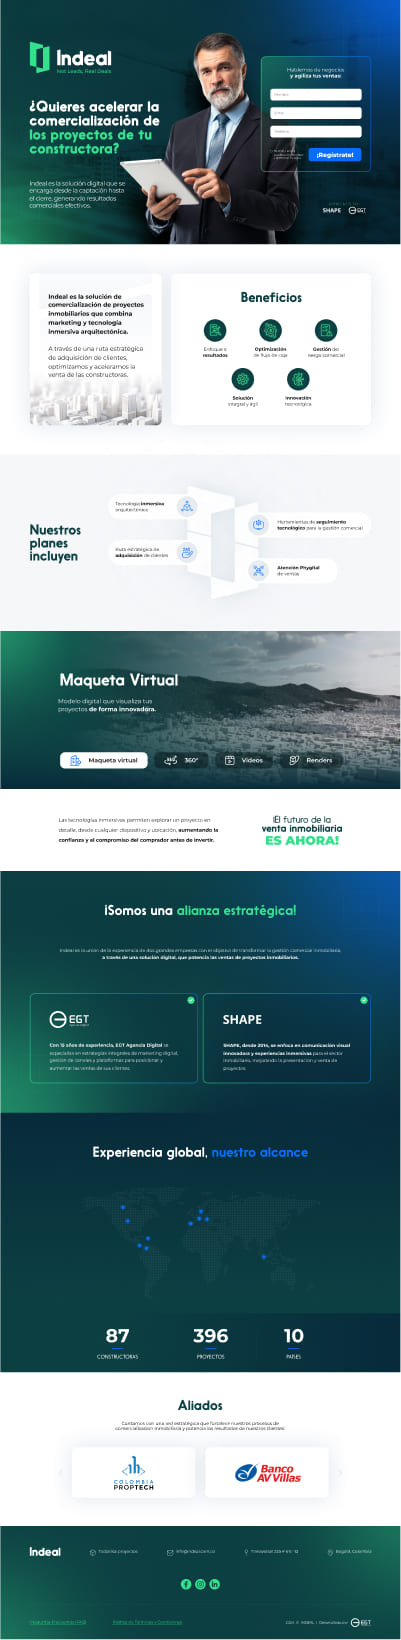 Indeal
Not Leads, Real Deals
¿Quieres acelerar la
comercialización de
los proyectos de tu
constructora?
Indeal es la solución digital que se
encarga desde la captación hasta
el cierre, generando resultados
comerciales efectivos.
Hablemos de negocios
y agiliza tus ventas:
¡Regístrate!
SHAPE EGT
Indeal es la solución de
comercialización de proyectos
inmobiliarios que combina
marketing y tecnología
inmersiva arquitectónica.
A través de una ruta estratégica
de adquisición de clientes,
optimizamos y aceleramos la
venta de las constructoras.
Beneficios
Enfoque a
resultados
Optimización
de flujo de caja
Gestión del
riesgo comercial
Solución
integral y ágil
Innovación
tecnológica
Nuestros
planes
incluyen
Tecnología inmersiva
arquitectónica
Herramientas de seguimiento
tecnológico para la gestión comercial
Ruta estratégica de
adquisición de clientes
Atención Phygital
de ventas
Maqueta Virtual
Modelo digital que visualiza tus
proyectos de forma innovadora.
Maqueta virtual
360°
Videos
Renders
Las tecnologías inmersivas permiten explorar un proyecto en
detalle, desde cualquier dispositivo y ubicación, aumentando la
confianza y el compromiso del comprador antes de invertir.
¡El futuro de la
venta inmobiliaria
ES AHORA!
¡Somos una alianza estratégica!
Indeal es la unión de la experiencia de dos grandes empresas con el objetivo de transformar la gestión comercial inmobiliaria,
a través de una solución digital, que potencia las ventas de proyectos inmobiliarios.
EGT
Con 15 años de experiencia, EGT Agencia Digital se
especializa en estrategias integrales de marketing digital,
gestión de canales y plataformas para posicionar y
aumentar las ventas de sus clientes.
SHAPE
SHAPE, desde 2014, se enfoca en comunicación visual
innovadora y experiencias inmersivas para el sector
inmobiliario, mejorando la presentación y venta de
proyectos.
Experiencia global, nuestro alcance
87
CONSTRUCTORAS
396
PROYECTOS
10
PAÍSES
Aliados
Contamos con una red estratégica que fortalece nuestros procesos de
comercialización inmobiliaria y potencia los resultados de nuestros clientes
COLOMBIA
PROPTECH
Banco
AV Villas
Indeal
Todos los proyectos
info@indeal.com.co
Bogotá, Colombia
Preguntas Frecuentes (FAQ)
Política de Términos y Condiciones
EGT